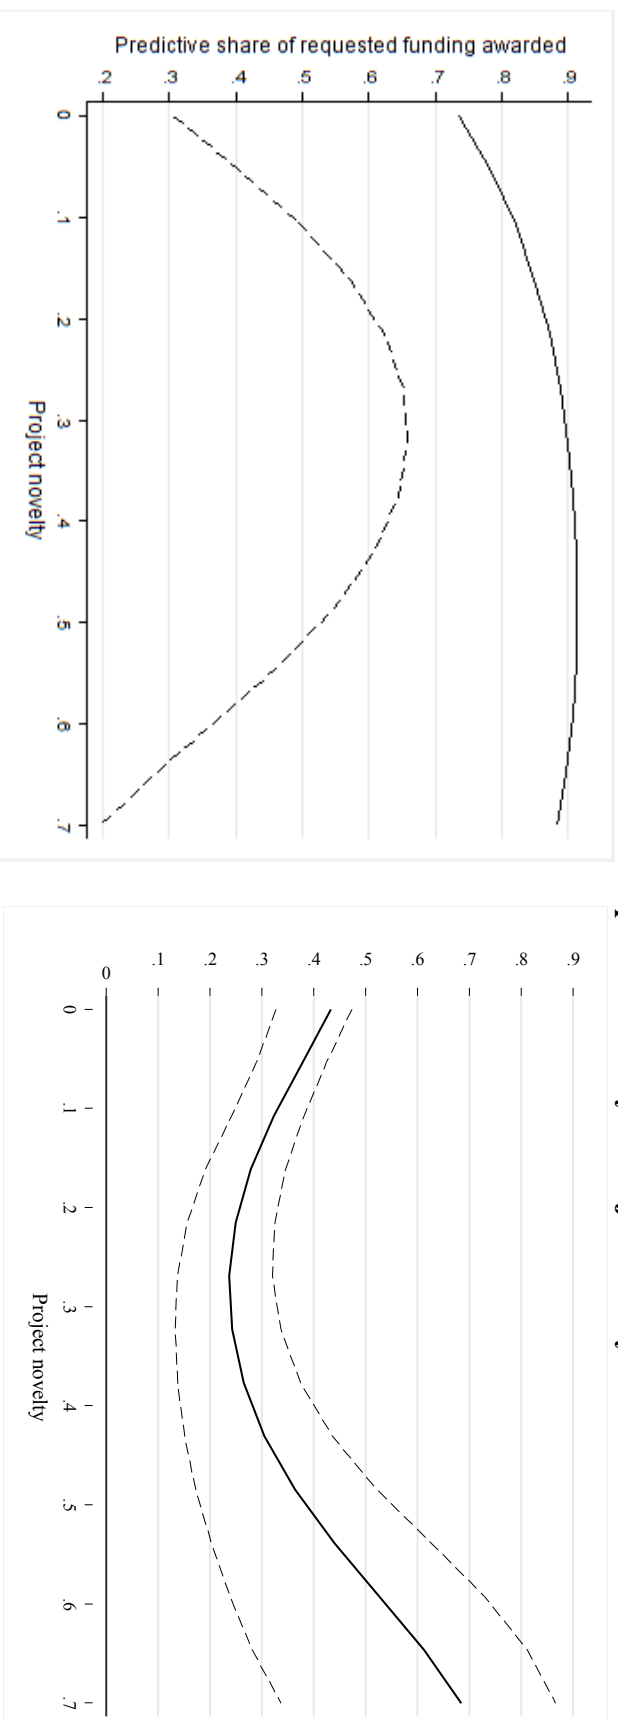 Predictive share of requested funding awarded
.2 .3 .4 .5 .6 .7 .8 .9
0 .1 .2 .3 .4 .5 .6 .7
Project novelty
0 .1 .2 .3 .4 .5 .6 .7 .8 .9
0 .1 .2 .3 .4 .5 .6 .7
Project novelty